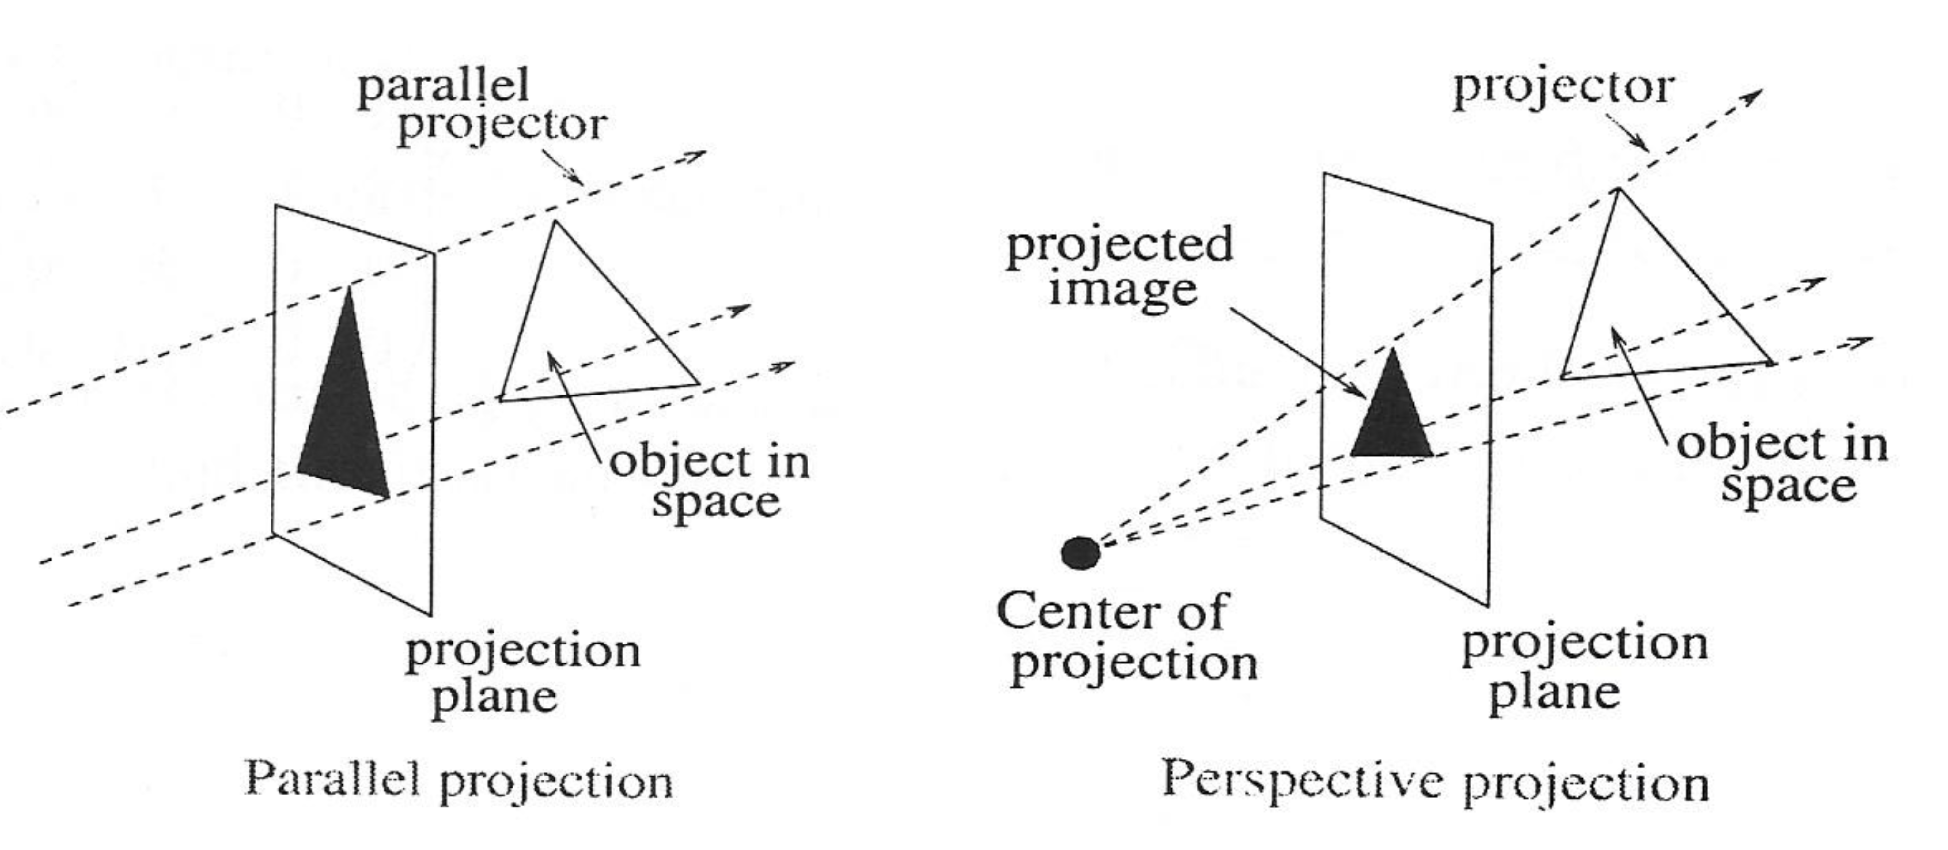 parallel
projector
object in
space
projection
plane
Parallel projection
projector
projected
image
object in
space
Center of
projection
projection
plane
Perspective projection